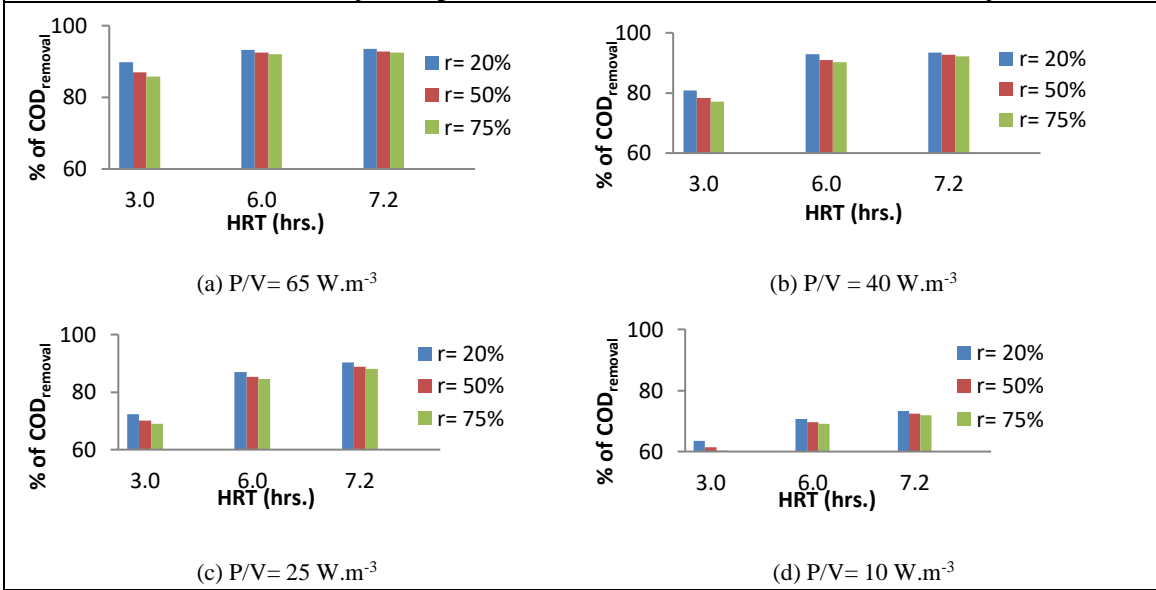 100
80
60
% of COD removal
3.0 6.0 7.2
HRT (hrs.)
r= 20%
r= 50%
r= 75%
(a) P/V= 65 W.m-3
100
90
80
70
60
% of COD removal
3.0 6.0 7.2
HRT (hrs.)
r= 20%
r= 50%
r= 75%
(b) P/V = 40 W.m-3
100
80
60
% of COD removal
3.0 6.0 7.2
HRT (hrs.)
r= 20%
r= 50%
r= 75%
(c) P/V= 25 W.m-3
100
90
80
70
60
% of COD removal
3.0 6.0 7.2
HRT (hrs.)
r= 20%
r= 50%
r= 75%
(d) P/V= 10 W.m-3